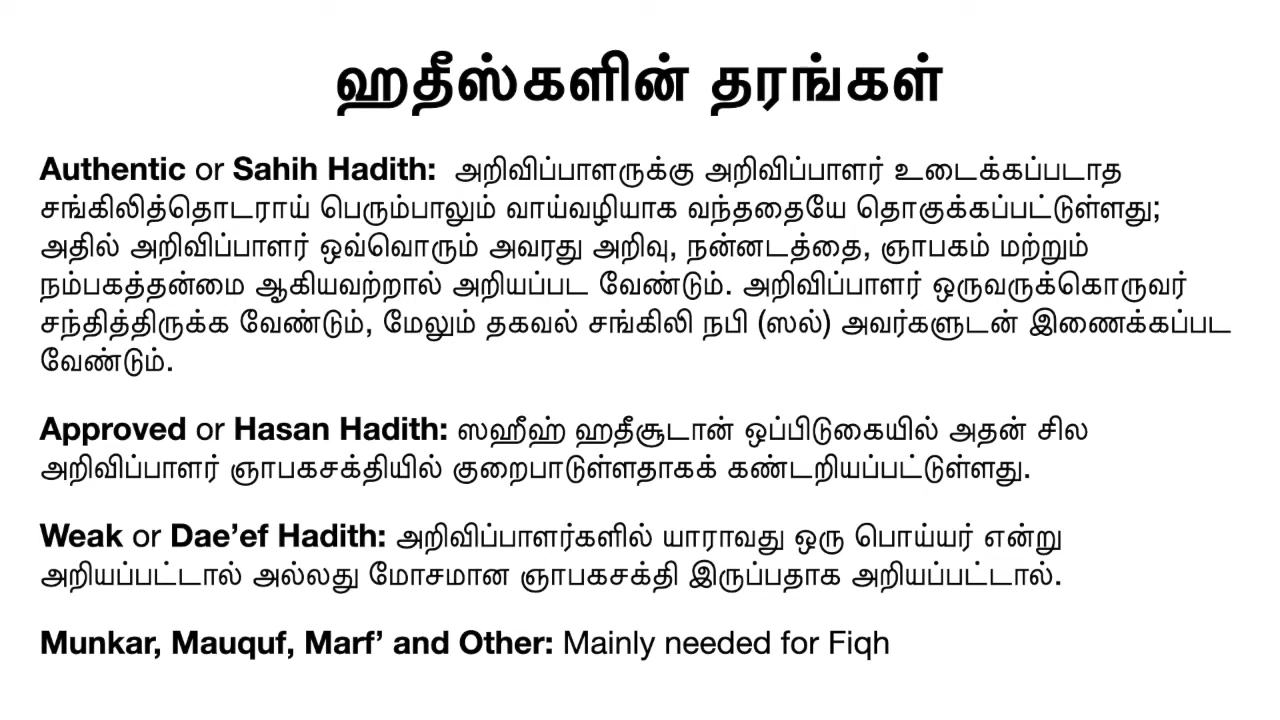 ஹதீஸ்களின் தரங்கள்
Authentic or Sahih Hadith: அறிவிப்பாளருக்கு அறிவிப்பாளர் உடைக்கப்படாத
சங்கிலித்தொடராய் பெரும்பாலும் வாய்வழியாக வந்ததையே தொகுக்கப்பட்டுள்ளது;
அதில் அறிவிப்பாளர் ஒவ்வொரும் அவரது அறிவு, நன்னடத்தை, ஞாபகம் மற்றும்
நம்பகத்தன்மை ஆகியவற்றால் அறியப்பட வேண்டும். அறிவிப்பாளர் ஒருவருக்கொருவர்
சந்தித்திருக்க வேண்டும், மேலும் தகவல் சங்கிலி நபி (ஸல்) அவர்களுடன் இணைக்கப்பட
வேண்டும்.
Approved or Hasan Hadith: ஸஹீஹ் ஹதீசூடான் ஒப்பிடுகையில் அதன் சில
அறிவிப்பாளர் ஞாபகசக்தியில் குறைபாடுள்ளதாகக் கண்டறியப்பட்டுள்ளது.
Weak or Dae’ef Hadith: அறிவிப்பாளர்களில் யாராவது ஒரு பொய்யர் என்று
அறியப்பட்டால் அல்லது மோசமான ஞாபகசக்தி இருப்பதாக அறியப்பட்டால்.
Munkar, Mauquf, Marf’ and Other: Mainly needed for Fiqh